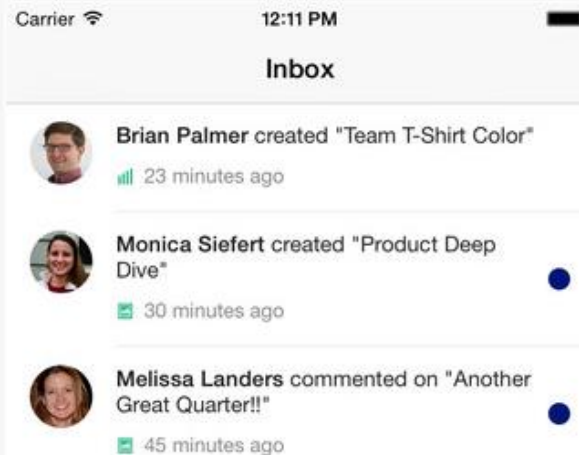 Carrier 12:11 PM
Inbox
Brian Palmer created "Team T-Shirt Color"
23 minutes ago
Monica Siefert created "Product Deep
Dive"
30 minutes ago
Melissa Landers commented on "Another
Great Quarter!!"
45 minutes ago